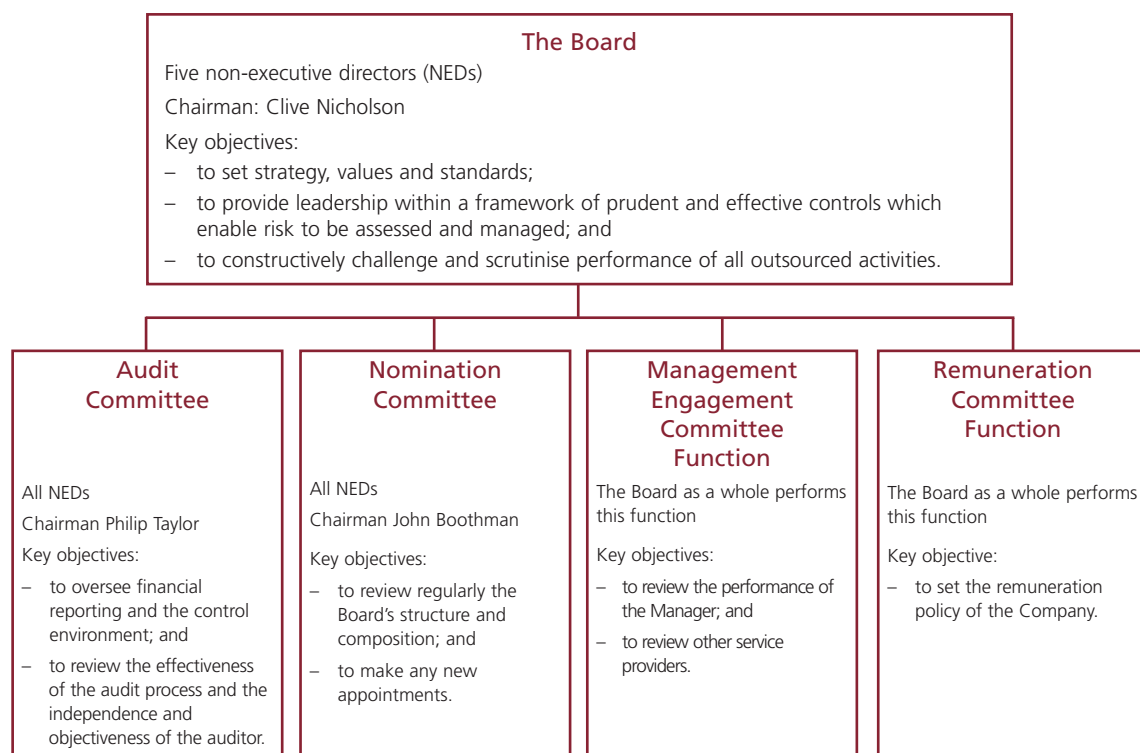 The Board
Five non-executive directors (NEDs)
Chairman: Clive Nicholson
Key objectives:
– to set strategy, values and standards;
– to provide leadership within a framework of prudent and effective controls which
enable risk to be assessed and managed; and
– to constructively challenge and scrutinise performance of all outsourced activities.
Audit
Committee
All NEDs
Chairman Philip Taylor
Key objectives:
– to oversee financial
reporting and the control
environment; and
– to review the effectiveness
of the audit process and the
independence and
objectiveness of the auditor.
Nomination
Committee
All NEDs
Chairman John Boothman
Key objectives:
– to review regularly the
Board’s structure and
composition; and
– to make any new
appointments.
Management
Engagement
Committee
Function
The Board as a whole performs
this function
Key objectives:
– to review the performance of
the Manager; and
– to review other service
providers.
Remuneration
Committee
Function
The Board as a whole performs
this function
Key objective:
– to set the remuneration
policy of the Company.